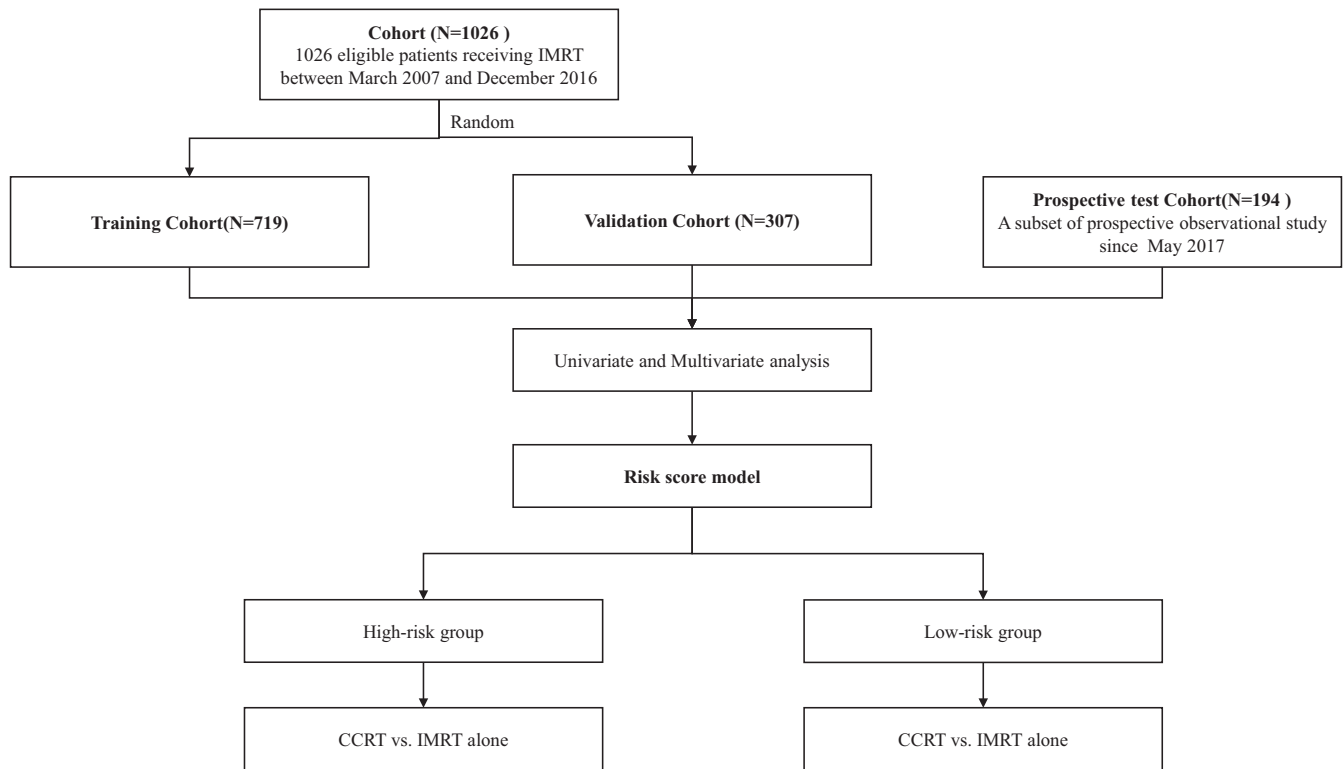 Cohort (N=1026 )
1026 eligible patients receiving IMRT
between March 2007 and December 2016
Random
Training Cohort(N=719)
Validation Cohort (N=307)
Prospective test Cohort(N=194 )
A subset of prospective observational study
since May 2017
Univariate and Multivariate analysis
Risk score model
High-risk group
Low-risk group
CCRT vs. IMRT alone
CCRT vs. IMRT alone